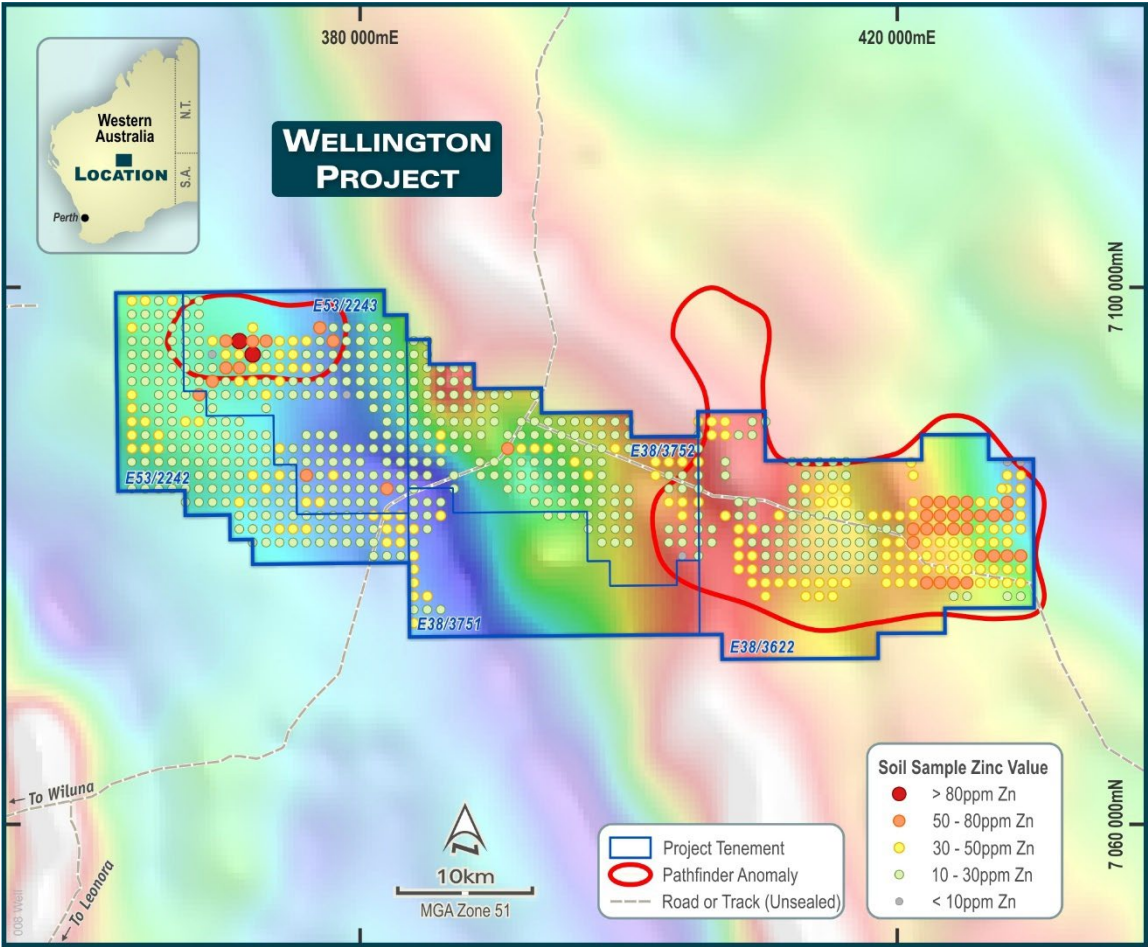 380 000mE
420 000mE
Western
Australia
LOCATION
Perth
N.T.
S.A.
WELLINGTON
PROJECT
7 100 000mN
E53/2243
E53/2242
E38/3752
E38/3751
E38/3622
To Wiluna
To Leonora
10km
MGA Zone 51
Project Tenement
Pathfinder Anomaly
Road or Track (Unsealed)
Soil Sample Zinc Value
> 80ppm Zn
50 - 80ppm Zn
30 - 50ppm Zn
10 - 30ppm Zn
< 10ppm Zn
7 060 000mN